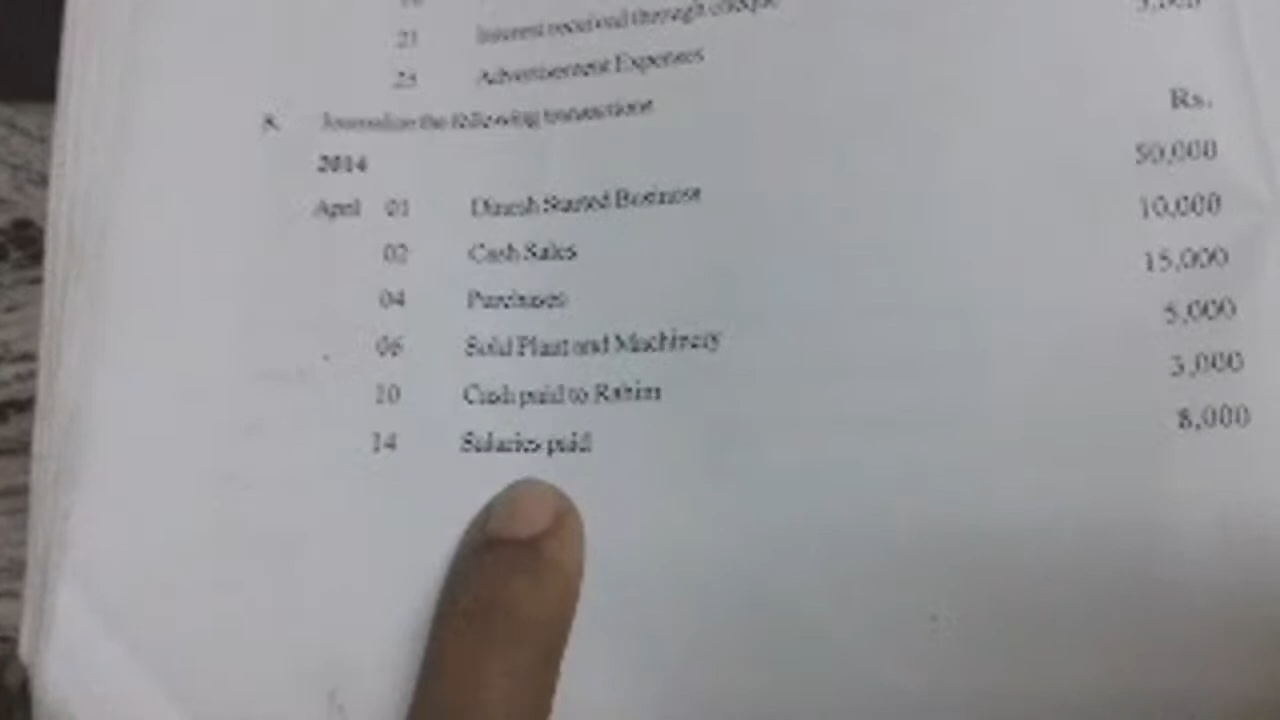 21 Interest received through cheque 5,000
23 Advertisement Expenses
8. Journalise the following transactions Rs.
2014
April 01 Dinesh Started Business 50,000
02 Cash Sales 10,000
04 Purchases 15,000
06 Sold Plant and Machinery 5,000
10 Cash paid to Rahim 3,000
14 Salaries paid 8,000